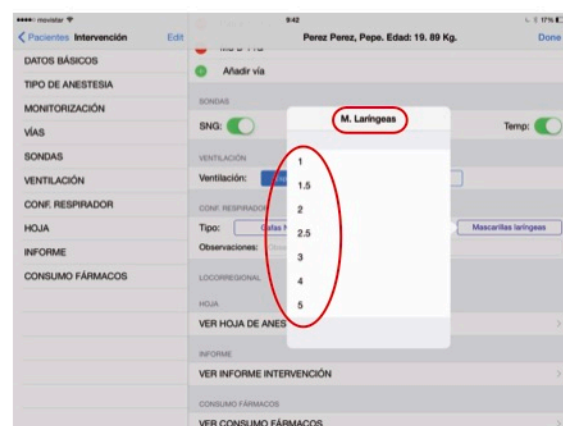 movistar 9:42 17%
Pacientes Intervención Edit Perez Perez, Pepe. Edad: 19. 89 Kg. Done
DATOS BÁSICOS
TIPO DE ANESTESIA
MONITORIZACIÓN
VÍAS
SONDAS
VENTILACIÓN
CONF. RESPIRADOR
HOJA
INFORME
CONSUMO FÁRMACOS
Añadir vía
SONDAS
SNG: Temp:
VENTILACIÓN
Ventilación:
CONF. RESPIRADOR
Tipo: Gafas Mascarillas laríngeas
Observaciones:
LOCORREGIONAL
HOJA
VER HOJA DE ANES
INFORME
VER INFORME INTERVENCIÓN
CONSUMO FÁRMACOS
VER CONSUMO FÁRMACOS
M. Laríngeas
1
1.5
2
2.5
3
4
5